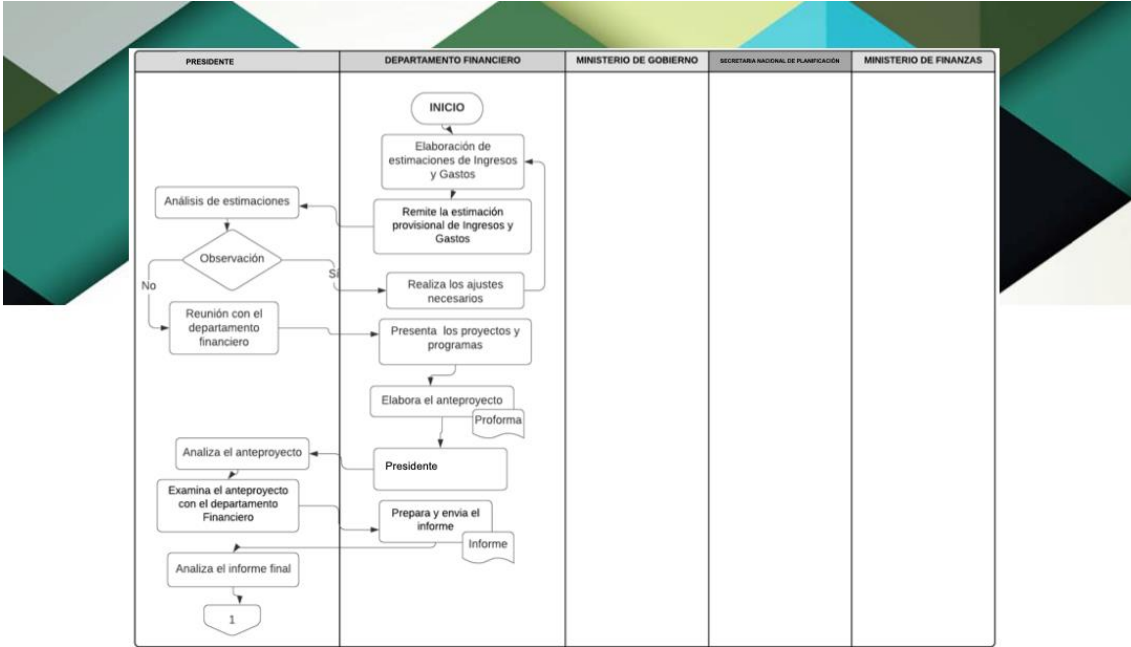 PRESIDENTE
DEPARTAMENTO FINANCIERO
MINISTERIO DE GOBIERNO
SECRETARIA NACIONAL DE PLANIFICACIÓN
MINISTERIO DE FINANZAS
INICIO
Elaboración de
estimaciones de Ingresos
y Gastos
Análisis de estimaciones
Remite la estimación
provisional de Ingresos y
Gastos
Observación
Sí
No
Realiza los ajustes
necesarios
Reunión con el
departamento
financiero
Presenta los proyectos y
programas
Elabora el anteproyecto
Proforma
Analiza el anteproyecto
Presidente
Examina el anteproyecto
con el departamento
Financiero
Prepara y envia el
informe
Informe
Analiza el informe final
1